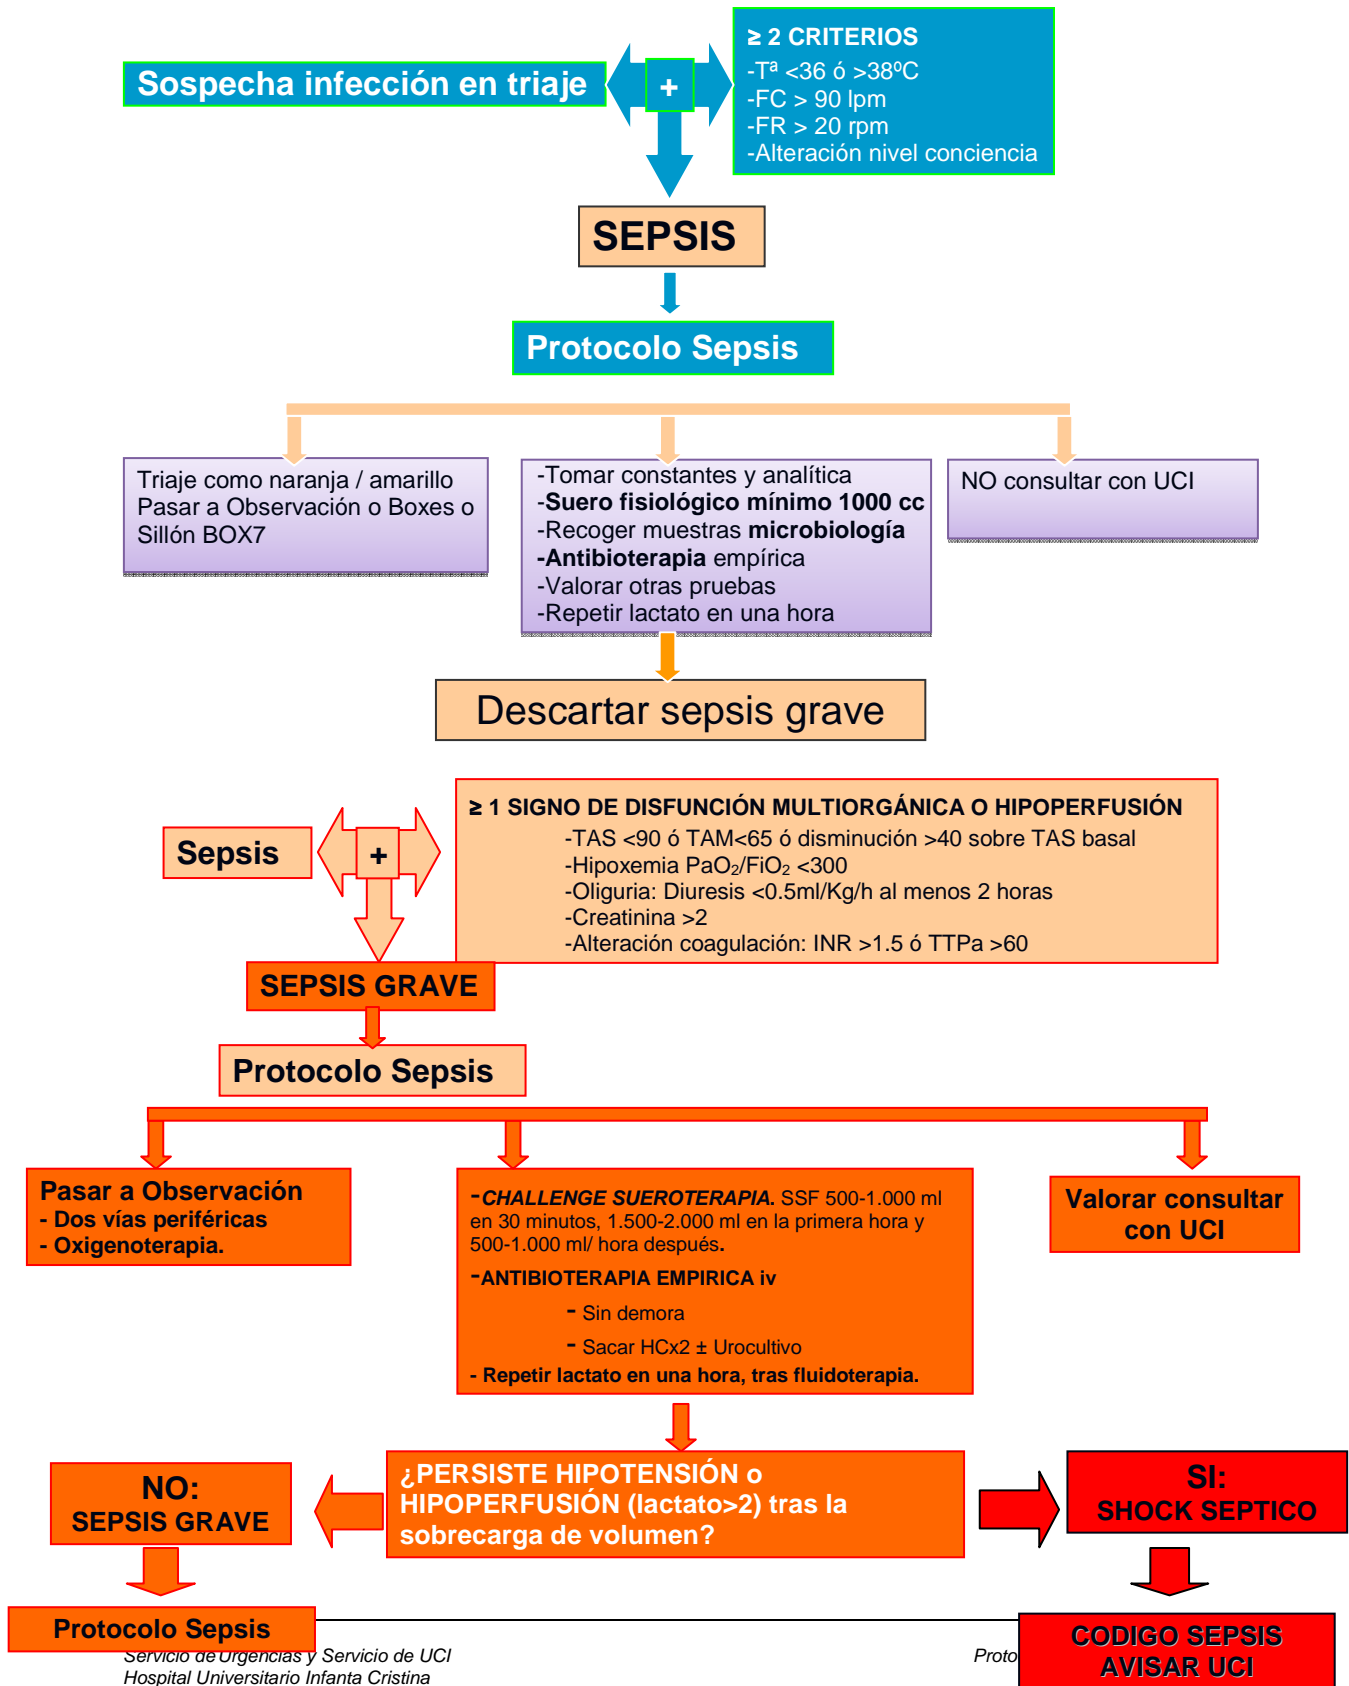 ≥ 2 CRITERIOS
-Tª <36 ó >38ºC
-FC > 90 lpm
-FR > 20 rpm
-Alteración nivel conciencia
Sospecha infección en triaje
+
SEPSIS
Protocolo Sepsis
Triaje como naranja / amarillo
Pasar a Observación o Boxes o
Sillón BOX7
-Tomar constantes y analítica
-Suero fisiológico mínimo 1000 cc
-Recoger muestras microbiología
-Antibioterapia empírica
-Valorar otras pruebas
-Repetir lactato en una hora
NO consultar con UCI
Descartar sepsis grave
Sepsis
+
≥ 1 SIGNO DE DISFUNCIÓN MULTIORGÁNICA O HIPOPERFUSIÓN
-TAS <90 ó TAM<65 ó disminución >40 sobre TAS basal
-Hipoxemia PaO₂/FiO₂ <300
-Oliguria: Diuresis <0.5ml/Kg/h al menos 2 horas
-Creatinina >2
-Alteración coagulación: INR >1.5 ó TTPa >60
SEPSIS GRAVE
Protocolo Sepsis
Pasar a Observación
- Dos vías periféricas
- Oxigenoterapia.
-CHALLENGE SUEROTERAPIA. SSF 500-1.000 ml
en 30 minutos, 1.500-2.000 ml en la primera hora y
500-1.000 ml/ hora después.
-ANTIBIOTERAPIA EMPIRICA iv
- Sin demora
- Sacar HCx2 ± Urocultivo
- Repetir lactato en una hora, tras fluidoterapia.
Valorar consultar
con UCI
NO:
SEPSIS GRAVE
¿PERSISTE HIPOTENSIÓN o
HIPOPERFUSIÓN (lactato>2) tras la
sobrecarga de volumen?
SI:
SHOCK SEPTICO
Protocolo Sepsis
CODIGO SEPSIS
AVISAR UCI
Servicio de Urgencias y Servicio de UCI
Hospital Universitario Infanta Cristina